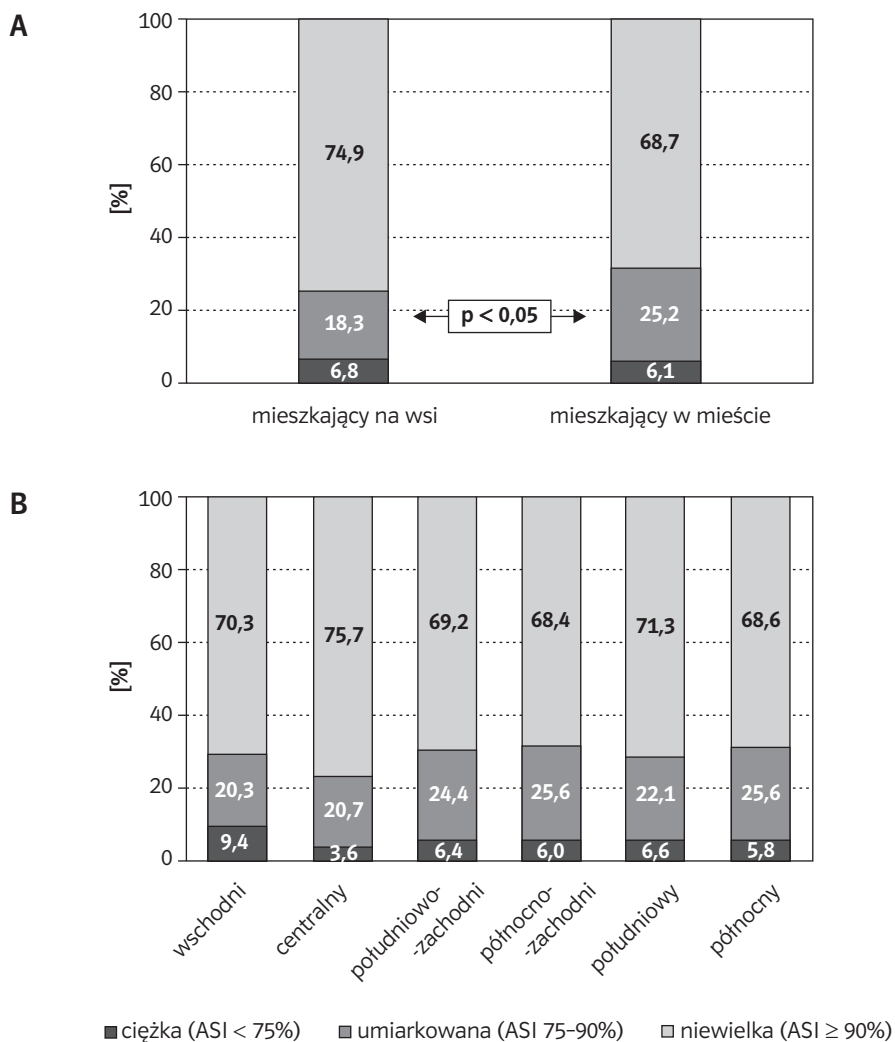 A
100
80
60
40
20
0
[%]
74,9
18,3
6,8
68,7
25,2
6,1
p < 0,05
mieszkający na wsi
mieszkający w mieście
B
100
80
60
40
20
0
[%]
70,3
20,3
9,4
75,7
20,7
3,6
69,2
24,4
6,4
68,4
25,6
6,0
71,3
22,1
6,6
68,6
25,6
5,8
wschodni
centralny
południowo-
-zachodni
północno-
-zachodni
południowy
północny
ciężka (ASI < 75%)
umiarkowana (ASI 75–90%)
niewielka (ASI ≥ 90%)